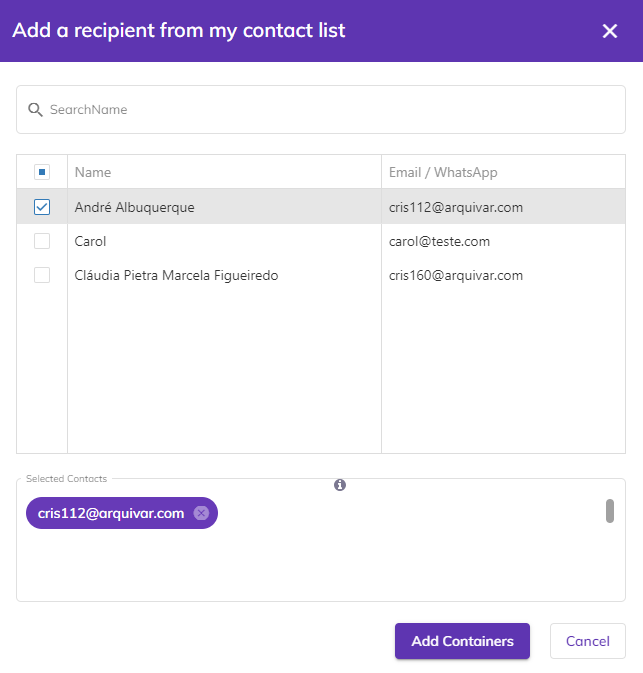 Add a recipient from my contact list
SearchName
Name Email / WhatsApp
André Albuquerque cris112@arquivar.com
Carol carol@teste.com
Cláudia Pietra Marcela Figueiredo cris160@arquivar.com
Selected Contacts
cris112@arquivar.com
Add Containers Cancel